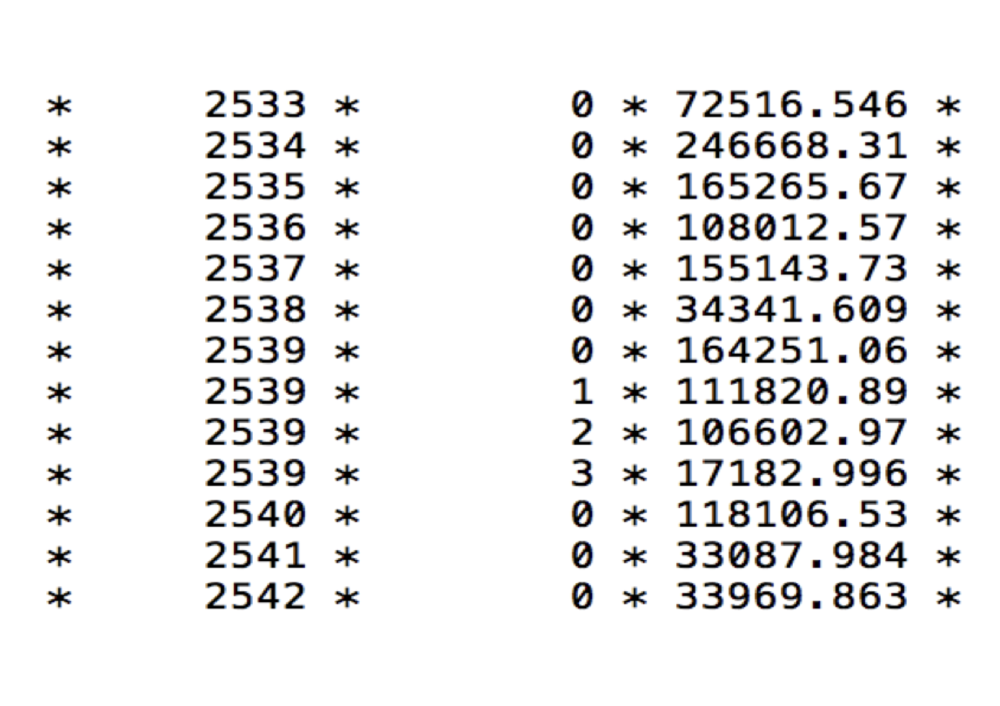 * 2533 * 0 * 72516.546 *
* 2534 * 0 * 246668.31 *
* 2535 * 0 * 165265.67 *
* 2536 * 0 * 108012.57 *
* 2537 * 0 * 155143.73 *
* 2538 * 0 * 34341.609 *
* 2539 * 0 * 164251.06 *
* 2539 * 1 * 111820.89 *
* 2539 * 2 * 106602.97 *
* 2539 * 3 * 17182.996 *
* 2540 * 0 * 118106.53 *
* 2541 * 0 * 33087.984 *
* 2542 * 0 * 33969.863 *